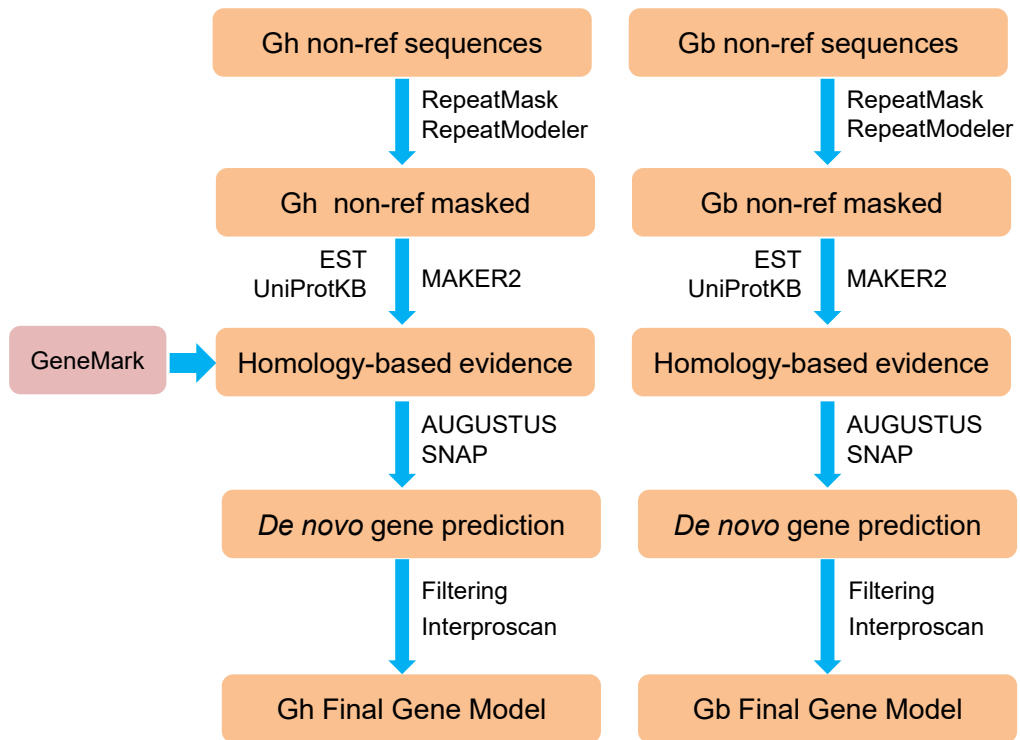 Gh non-ref sequences
RepeatMask
RepeatModeler
Gh non-ref masked
EST
UniProtKB
MAKER2
GeneMark
Homology-based evidence
AUGUSTUS
SNAP
De novo gene prediction
Filtering
Interproscan
Gh Final Gene Model
Gb non-ref sequences
RepeatMask
RepeatModeler
Gb non-ref masked
EST
UniProtKB
MAKER2
Homology-based evidence
AUGUSTUS
SNAP
De novo gene prediction
Filtering
Interproscan
Gb Final Gene Model